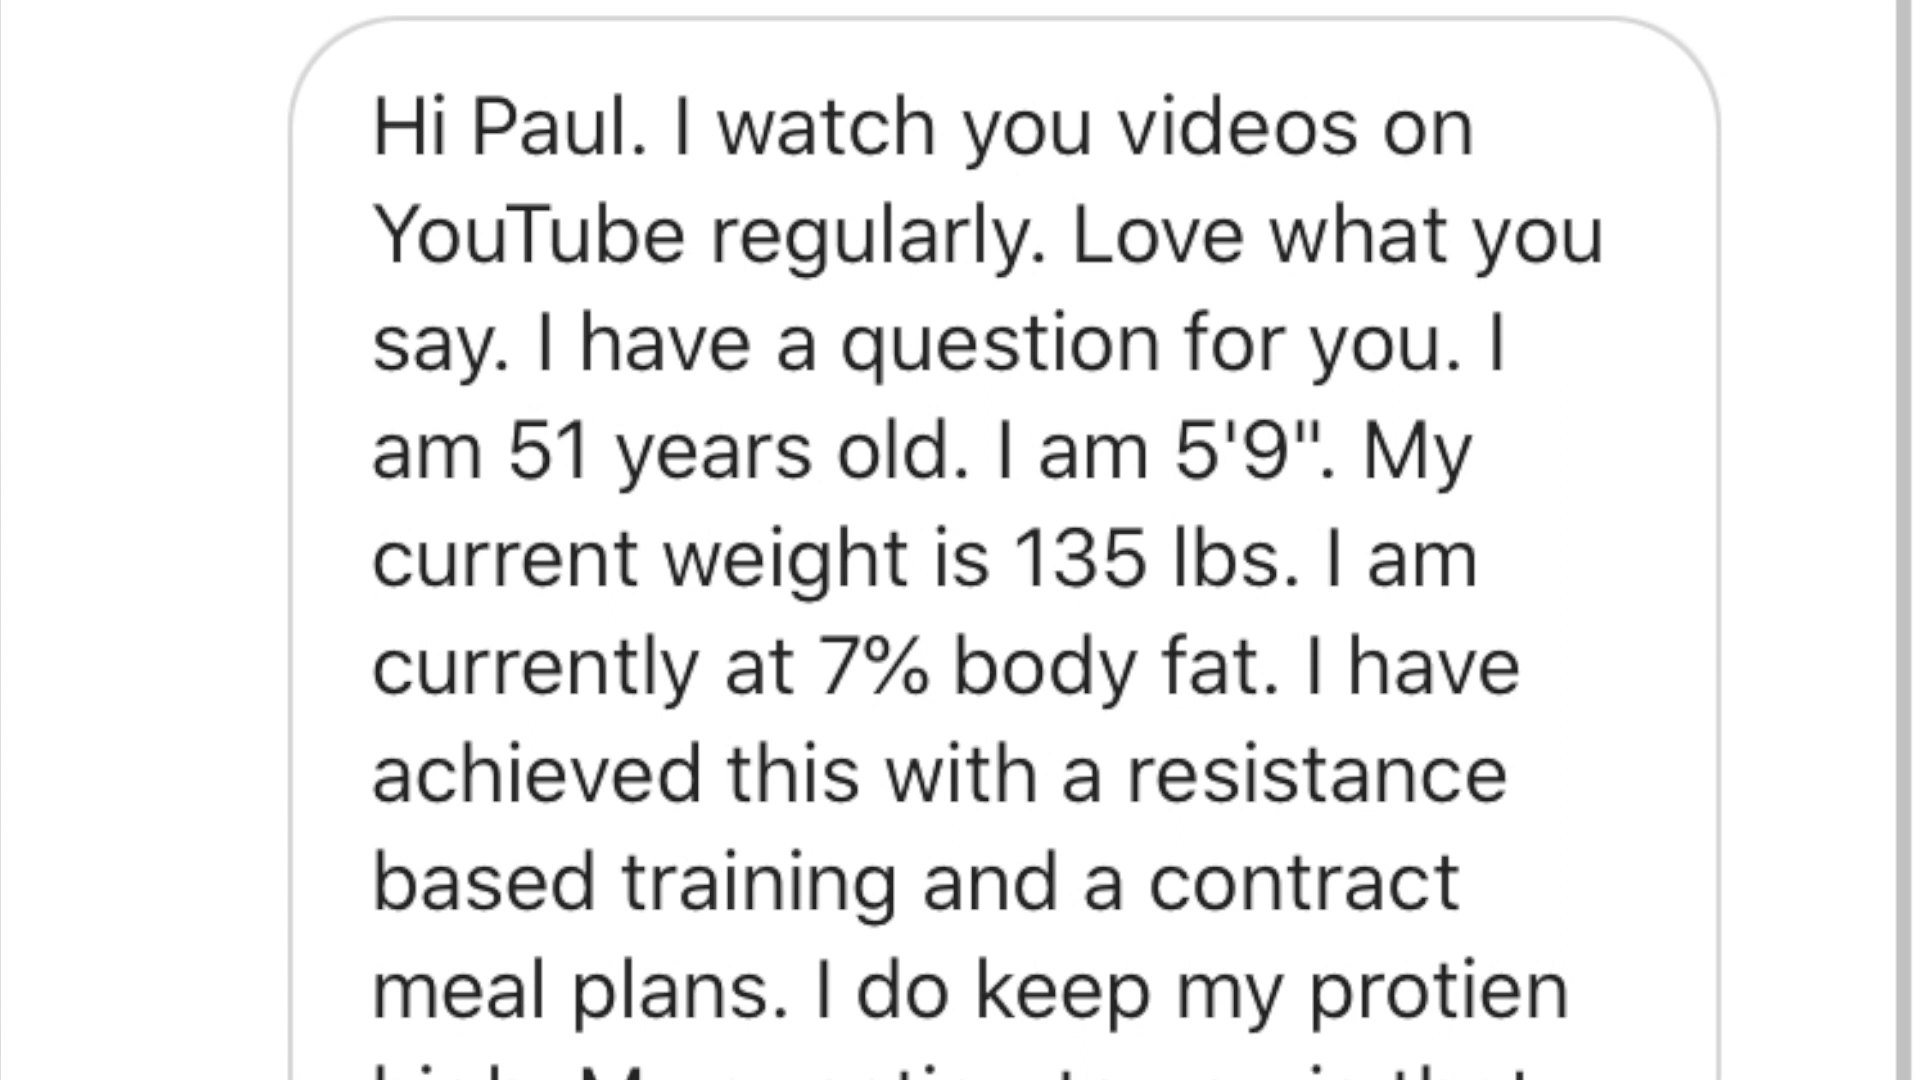 Hi Paul. I watch you videos on
YouTube regularly. Love what you
say. I have a question for you. I
am 51 years old. I am 5'9". My
current weight is 135 lbs. I am
currently at 7% body fat. I have
achieved this with a resistance
based training and a contract
meal plans. I do keep my protien